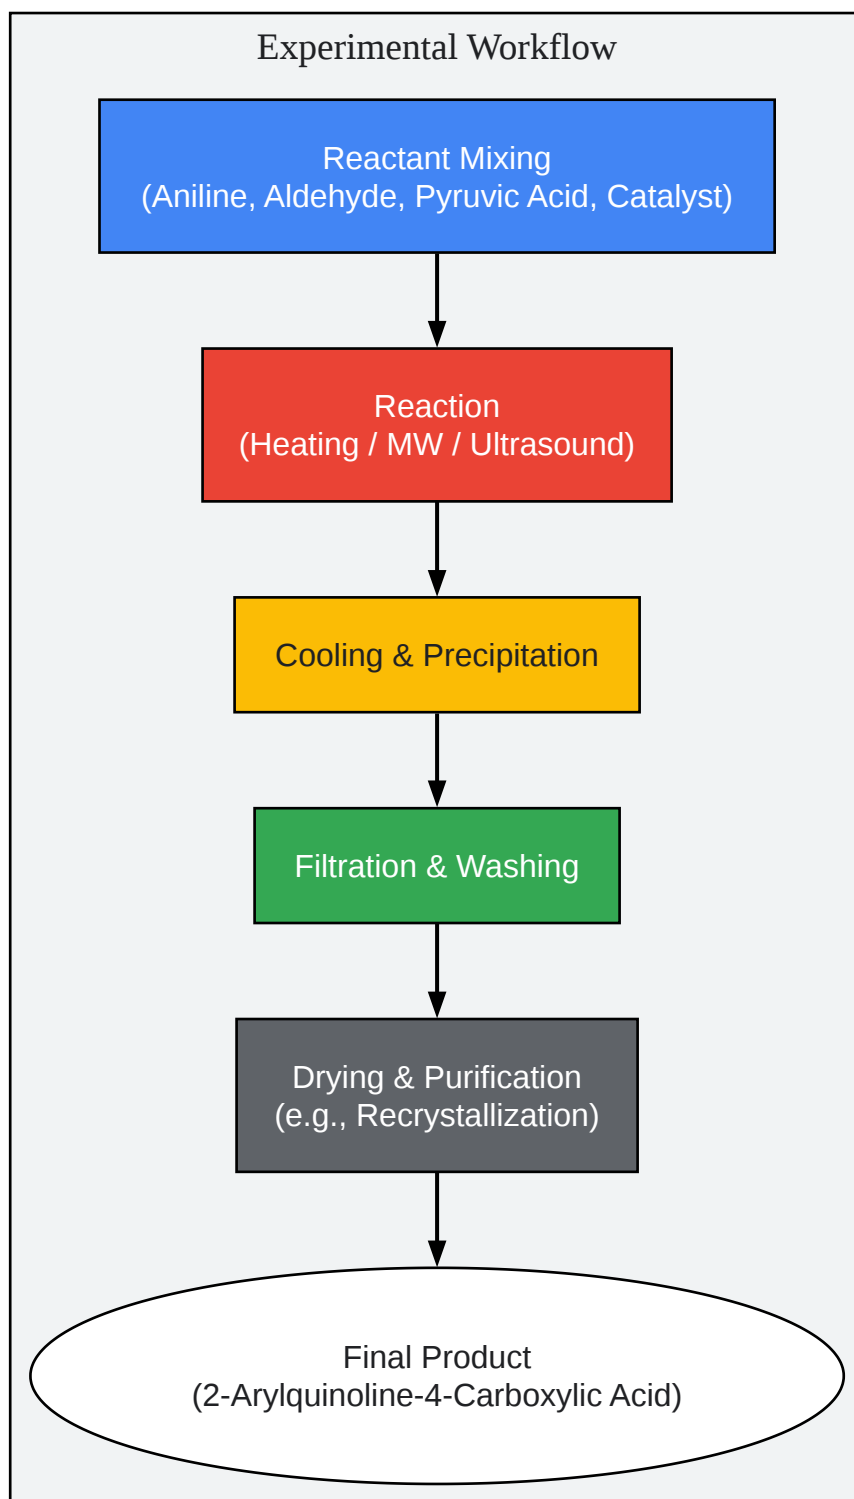 Experimental Workflow
Reactant Mixing
(Aniline, Aldehyde, Pyruvic Acid, Catalyst)
Reaction
(Heating / MW / Ultrasound)
Cooling & Precipitation
Filtration & Washing
Drying & Purification
(e.g., Recrystallization)
Final Product
(2-Arylquinoline-4-Carboxylic Acid)